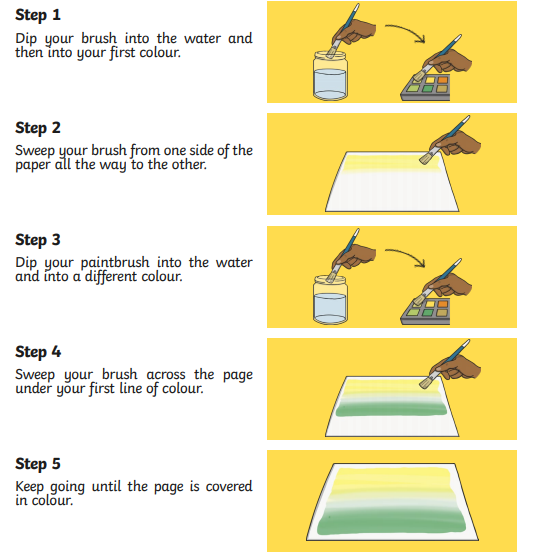 Step 1
Dip your brush into the water and
then into your first colour.
Step 2
Sweep your brush from one side of the
paper all the way to the other.
Step 3
Dip your paintbrush into the water
and into a different colour.
Step 4
Sweep your brush across the page
under your first line of colour.
Step 5
Keep going until the page is covered
in colour.